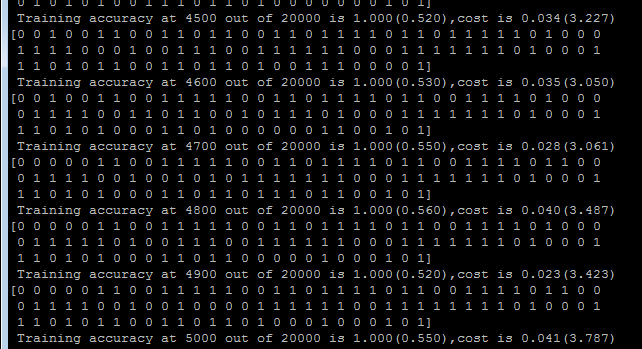 0 1 0 1 0 1 0 0 1 1 1 0 1 1 0 1 0 0 0 0 0 0 1 0 1]
Training accuracy at 4500 out of 20000 is 1.000(0.520),cost is 0.034(3.227)
[0 0 1 0 0 1 1 0 0 1 1 1 1 1 0 0 1 1 0 1 1 1 1 0 1 1 0 0 1 1 1 1 0 1 0 0 0
1 1 1 1 0 0 0 1 1 0 0 0 0 0 1 1 1 1 1 1 0 0 1 1 1 1 1 1 1 1 0 1 0 0 0 1
1 1 0 1 0 1 1 0 0 1 1 0 1 1 0 1 0 0 1 1 1 0 0 0 0 1]
Training accuracy at 4600 out of 20000 is 1.000(0.530),cost is 0.035(3.050)
[0 0 1 0 0 1 1 0 0 1 1 1 1 1 0 0 1 1 0 1 1 1 1 0 1 1 0 0 1 1 1 1 0 1 0 0 0
0 1 1 1 1 0 0 1 0 1 1 0 0 0 0 1 1 1 1 1 1 0 0 1 1 1 1 1 1 1 0 1 0 0 0 1
1 1 0 1 0 1 0 0 0 1 1 0 1 0 0 0 0 0 0 1 1 0 0 1 0 1]
Training accuracy at 4700 out of 20000 is 1.000(0.550),cost is 0.028(3.061)
[0 0 0 0 0 1 1 0 0 1 1 1 1 1 0 0 1 1 0 1 1 1 1 0 1 1 0 0 1 1 1 1 0 1 1 0 0
0 1 1 1 1 0 0 1 0 1 0 0 0 0 0 1 1 1 1 1 1 0 0 1 1 1 1 1 1 1 1 0 1 0 0 0 1
1 1 0 1 0 1 0 0 0 1 1 0 1 1 0 1 1 1 0 1 1 0 0 1 0 1]
Training accuracy at 4800 out of 20000 is 1.000(0.560),cost is 0.040(3.487)
[0 0 0 0 0 1 1 0 0 1 1 1 1 1 0 0 1 1 0 1 1 1 1 0 1 1 0 0 1 1 1 1 0 1 0 0 0
0 1 1 1 1 0 0 1 0 1 1 0 0 0 0 1 1 1 1 1 1 0 0 1 1 1 1 1 1 1 0 1 0 0 0 1
1 1 0 1 0 1 0 0 0 1 1 0 1 0 0 0 0 1 0 1 1 0 0 0 0 1]
Training accuracy at 4900 out of 20000 is 1.000(0.520),cost is 0.023(3.423)
[0 0 0 0 0 1 1 0 0 1 1 1 1 1 0 0 1 1 0 1 1 1 1 0 1 1 0 0 1 1 1 1 0 1 1 0 0
0 1 1 1 1 0 0 1 0 0 1 0 0 0 0 1 1 1 1 1 1 0 0 1 1 1 1 1 1 1 1 0 1 0 0 0 1
1 1 0 1 0 1 1 0 0 1 1 0 1 1 0 1 0 0 0 1 0 0 0 1 0 1]
Training accuracy at 5000 out of 20000 is 1.000(0.550),cost is 0.041(3.787)